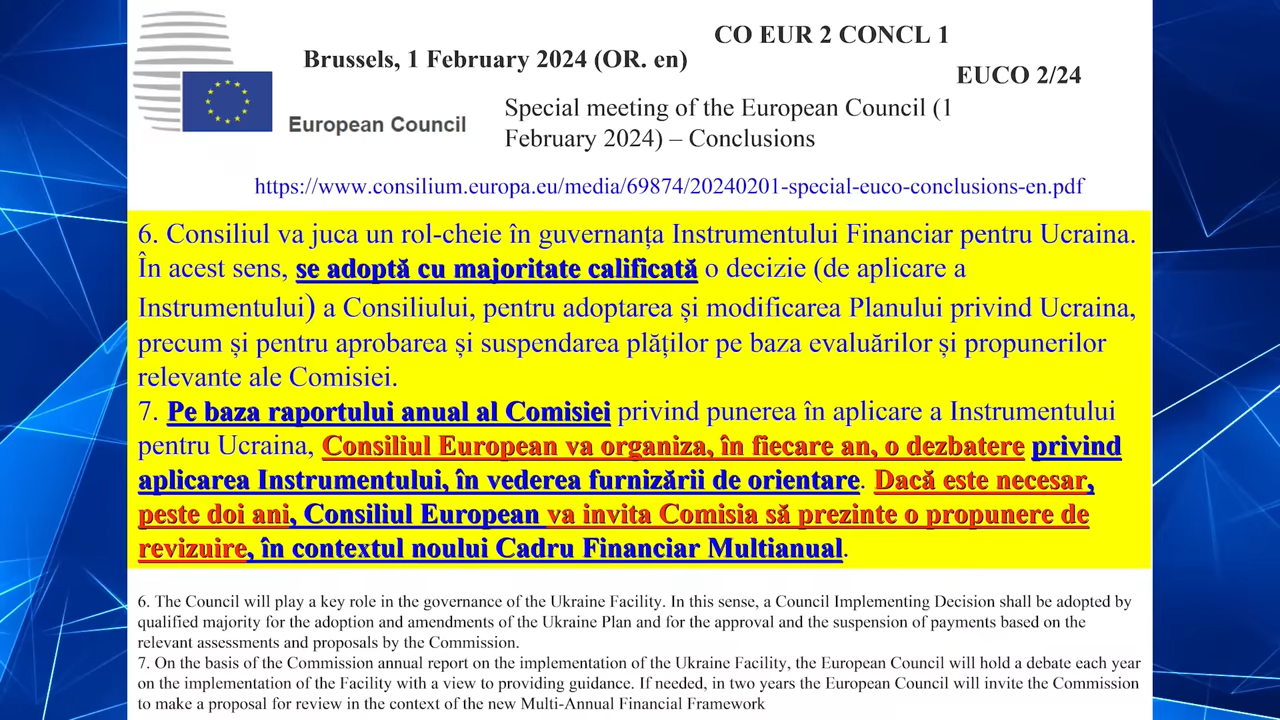 CO EUR 2 CONCL 1
Brussels, 1 February 2024 (OR. en)
EUCO 2/24
European Council
Special meeting of the European Council (1
February 2024) – Conclusions
https://www.consilium.europa.eu/media/69874/20240201-special-euco-conclusions-en.pdf
6. Consiliul va juca un rol-cheie în guvernanța Instrumentului Financiar pentru Ucraina.
În acest sens, se adoptă cu majoritate calificată o decizie (de aplicare a
Instrumentului) a Consiliului, pentru adoptarea și modificarea Planului privind Ucraina,
precum și pentru aprobarea și suspendarea plăților pe baza evaluărilor și propunerilor
relevante ale Comisiei.
7. Pe baza raportului anual al Comisiei privind punerea în aplicare a Instrumentului
pentru Ucraina, Consiliul European va organiza, în fiecare an, o dezbatere privind
aplicarea Instrumentului, în vederea furnizării de orientare. Dacă este necesar,
peste doi ani, Consiliul European va invita Comisia să prezinte o propunere de
revizuire, în contextul noului Cadru Financiar Multianual.
6. The Council will play a key role in the governance of the Ukraine Facility. In this sense, a Council Implementing Decision shall be adopted by
qualified majority for the adoption and amendments of the Ukraine Plan and for the approval and the suspension of payments based on the
relevant assessments and proposals by the Commission.
7. On the basis of the Commission annual report on the implementation of the Ukraine Facility, the European Council will hold a debate each year
on the implementation of the Facility with a view to providing guidance. If needed, in two years the European Council will invite the Commission
to make a proposal for review in the context of the new Multi-Annual Financial Framework